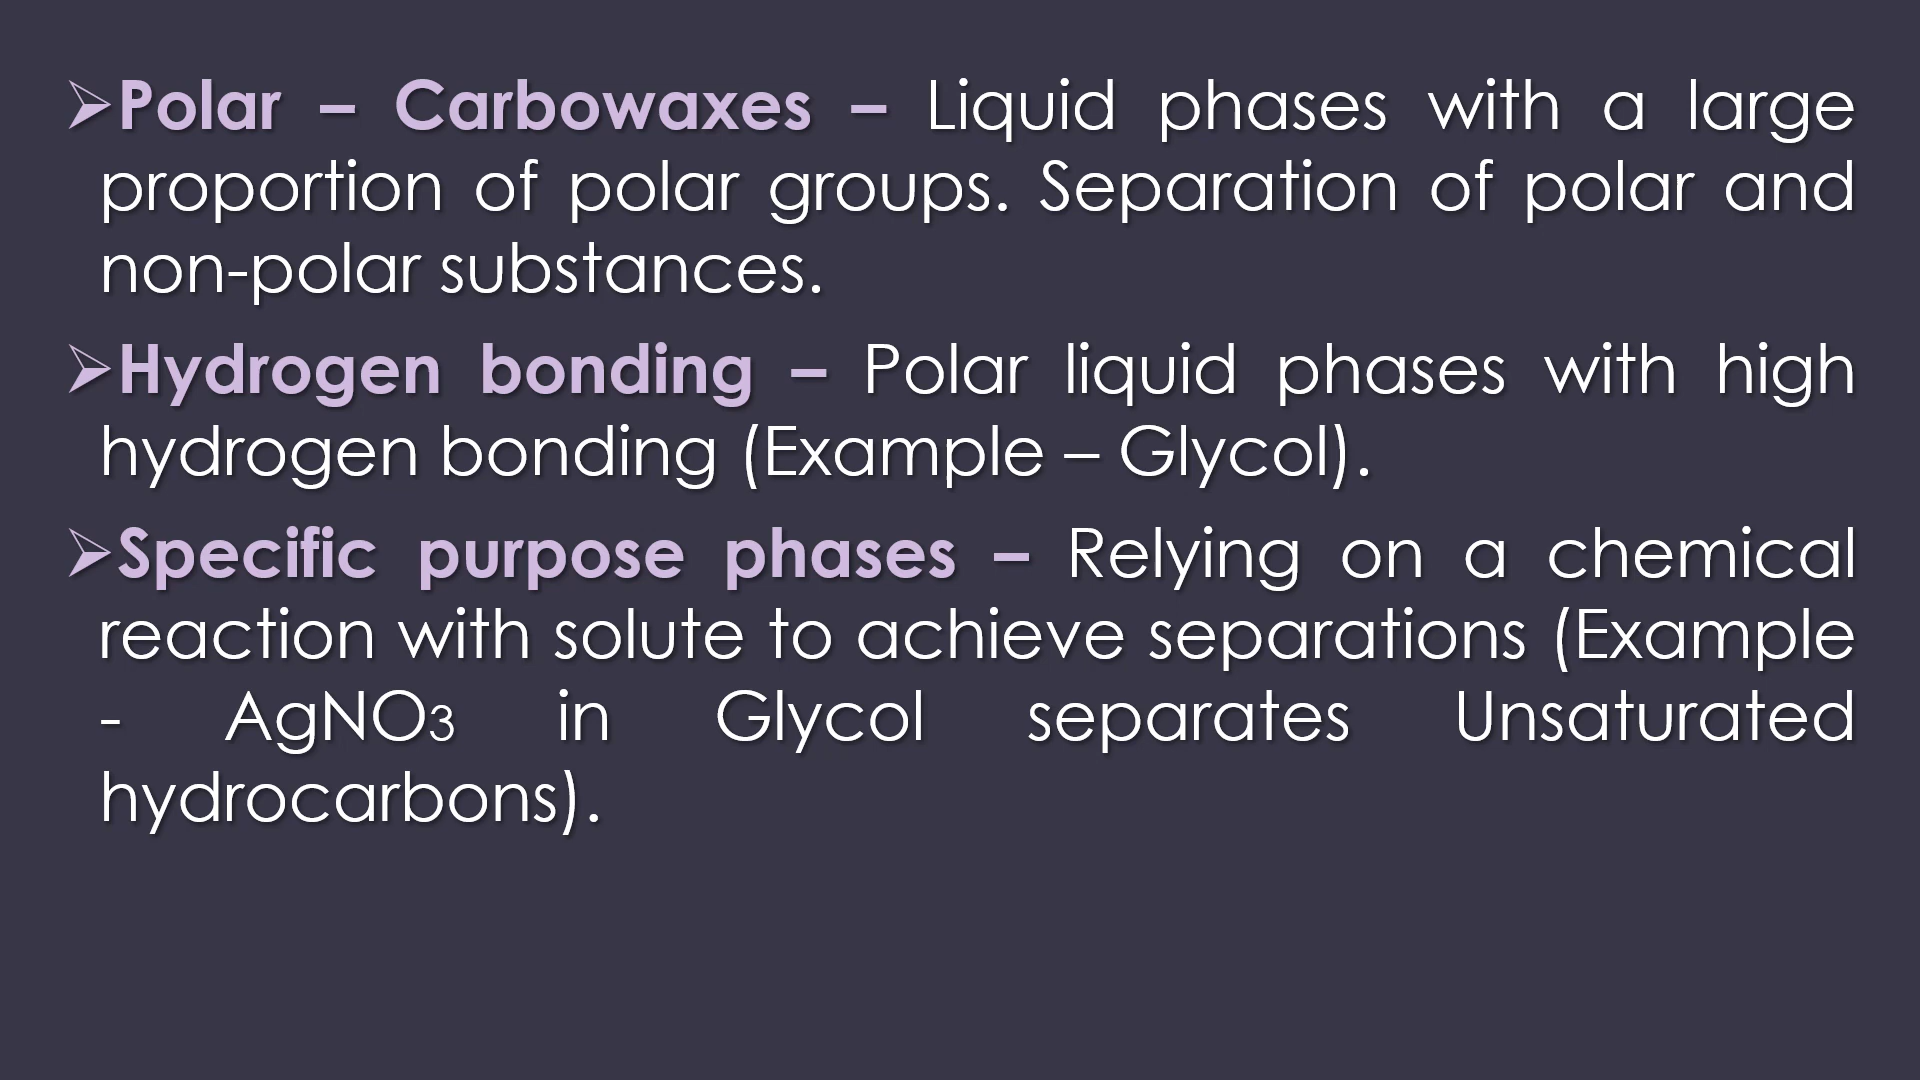 ➢Polar – Carbowaxes – Liquid phases with a large
proportion of polar groups. Separation of polar and
non-polar substances.
➢Hydrogen bonding – Polar liquid phases with high
hydrogen bonding (Example – Glycol).
➢Specific purpose phases – Relying on a chemical
reaction with solute to achieve separations (Example
- AgNO3 in Glycol separates Unsaturated
hydrocarbons).